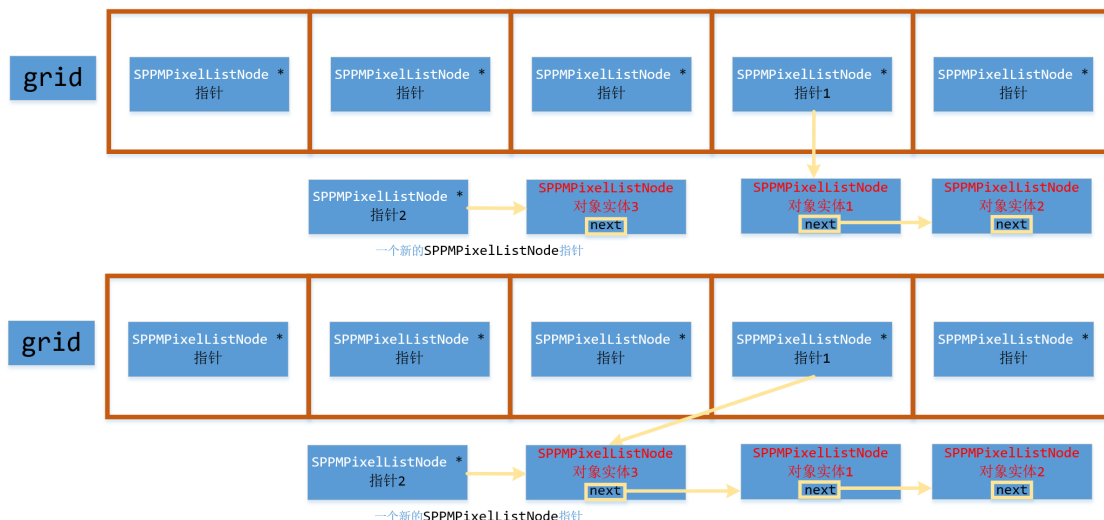 grid
SPPMPixelListNode *
指针
SPPMPixelListNode *
指针
SPPMPixelListNode *
指针
SPPMPixelListNode *
指针1
SPPMPixelListNode *
指针
SPPMPixelListNode *
指针2
SPPMPixelListNode
对象实体3
next
SPPMPixelListNode
对象实体1
next
SPPMPixelListNode
对象实体2
next
一个新的SPPMPixelListNode指针
grid
SPPMPixelListNode *
指针
SPPMPixelListNode *
指针
SPPMPixelListNode *
指针
SPPMPixelListNode *
指针1
SPPMPixelListNode *
指针
SPPMPixelListNode *
指针2
SPPMPixelListNode
对象实体3
next
SPPMPixelListNode
对象实体1
next
SPPMPixelListNode
对象实体2
next
一个新的SPPMPixelListNode指针